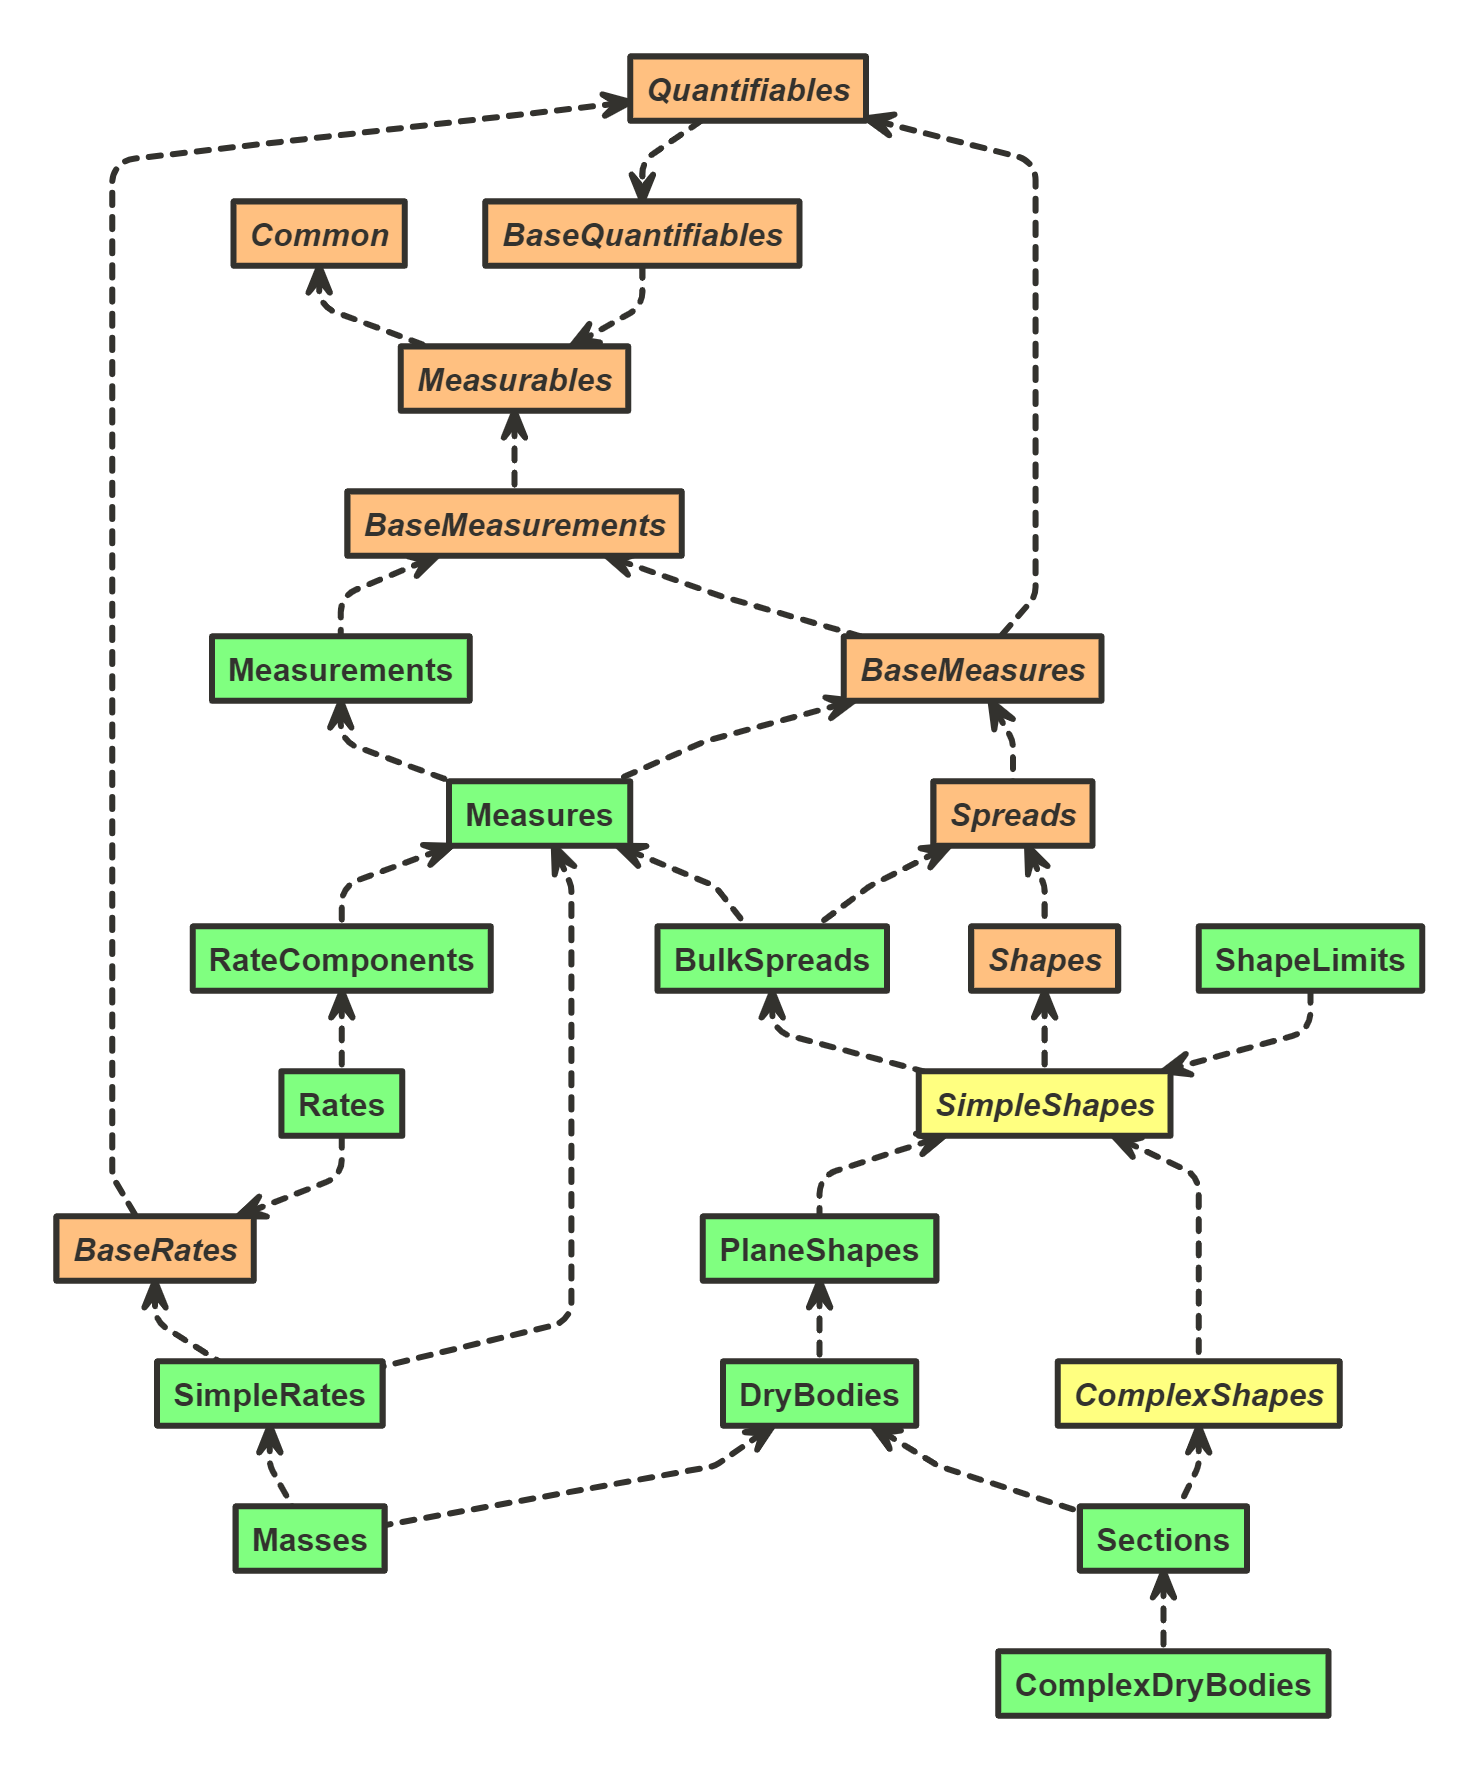 Quantifiables
Common
BaseQuantifiables
Measurables
BaseMeasurements
Measurements
BaseMeasures
Measures
Spreads
RateComponents
BulkSpreads
Shapes
ShapeLimits
Rates
SimpleShapes
BaseRates
PlaneShapes
SimpleRates
DryBodies
ComplexShapes
Masses
Sections
ComplexDryBodies